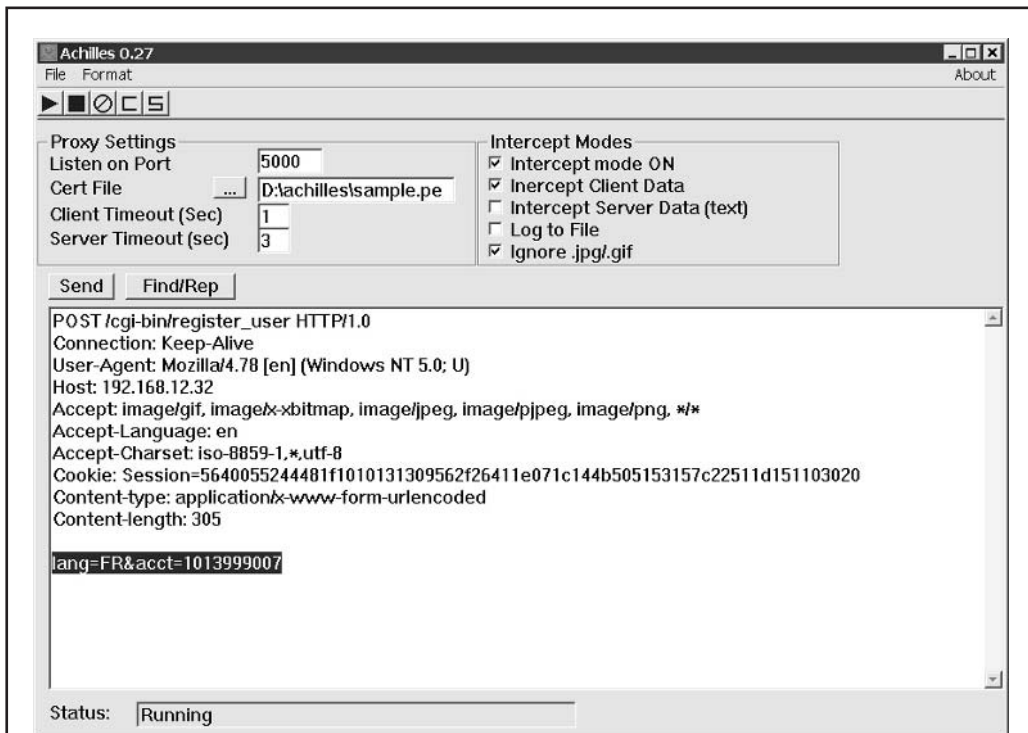 Achilles 0.27
File Format About
Proxy Settings
Listen on Port 5000
Cert File ... D:\achilles\sample.pe
Client Timeout (Sec) 1
Server Timeout (sec) 3
Intercept Modes
Intercept mode ON
Inercept Client Data
Intercept Server Data (text)
Log to File
Ignore .jpg/.gif
Send Find/Rep
POST /cgi-bin/register_user HTTP/1.0
Connection: Keep-Alive
User-Agent: Mozilla/4.78 [en] (Windows NT 5.0; U)
Host: 192.168.12.32
Accept: image/gif, image/x-xbitmap, image/jpeg, image/pjpeg, image/png, */*
Accept-Language: en
Accept-Charset: iso-8859-1,*,utf-8
Cookie: Session=5640055244481f1010131309562f26411e071c144b505153157c22511d151103020
Content-type: application/x-www-form-urlencoded
Content-length: 305
lang=FR&acct=1013999007
Status: Running